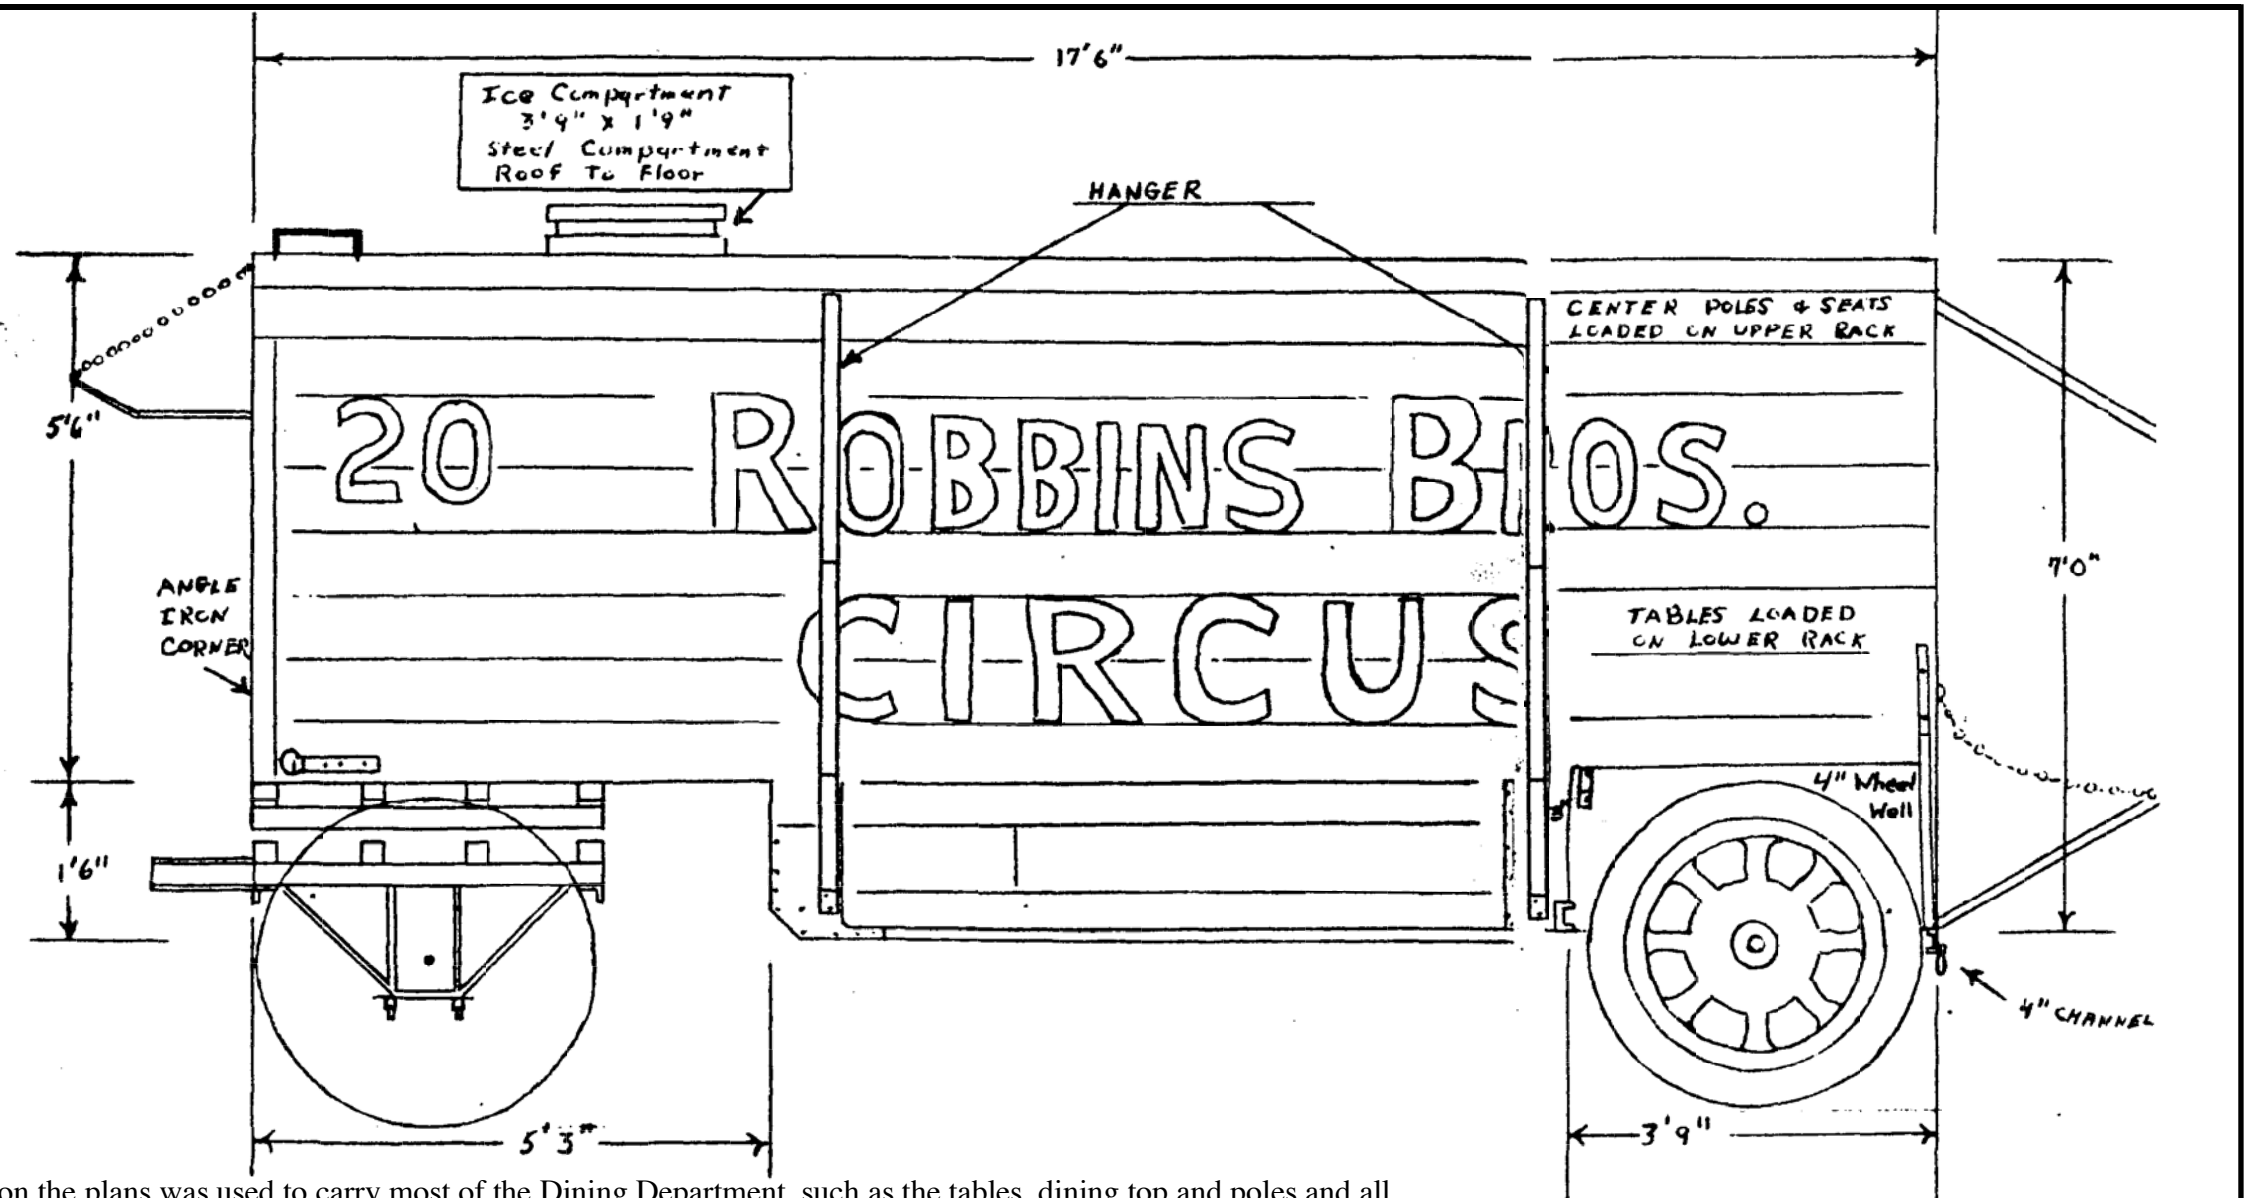 17'6"
Ice Compartment
3'9" x 1'9"
Steel Compartment
Roof To Floor
HANGER
CENTER POLES & SEATS
LOADED ON UPPER RACK
5'6"
20 ROBBINS BROS.
CIRCUS
7'0"
ANGLE
IRON
CORNER
TABLES LOADED
ON LOWER RACK
4" Wheel
Well
1'6"
4" CHANNEL
5'3"
3'9"
on the plans was used to carry most of the Dining Department, such as the tables, dining top and poles and all